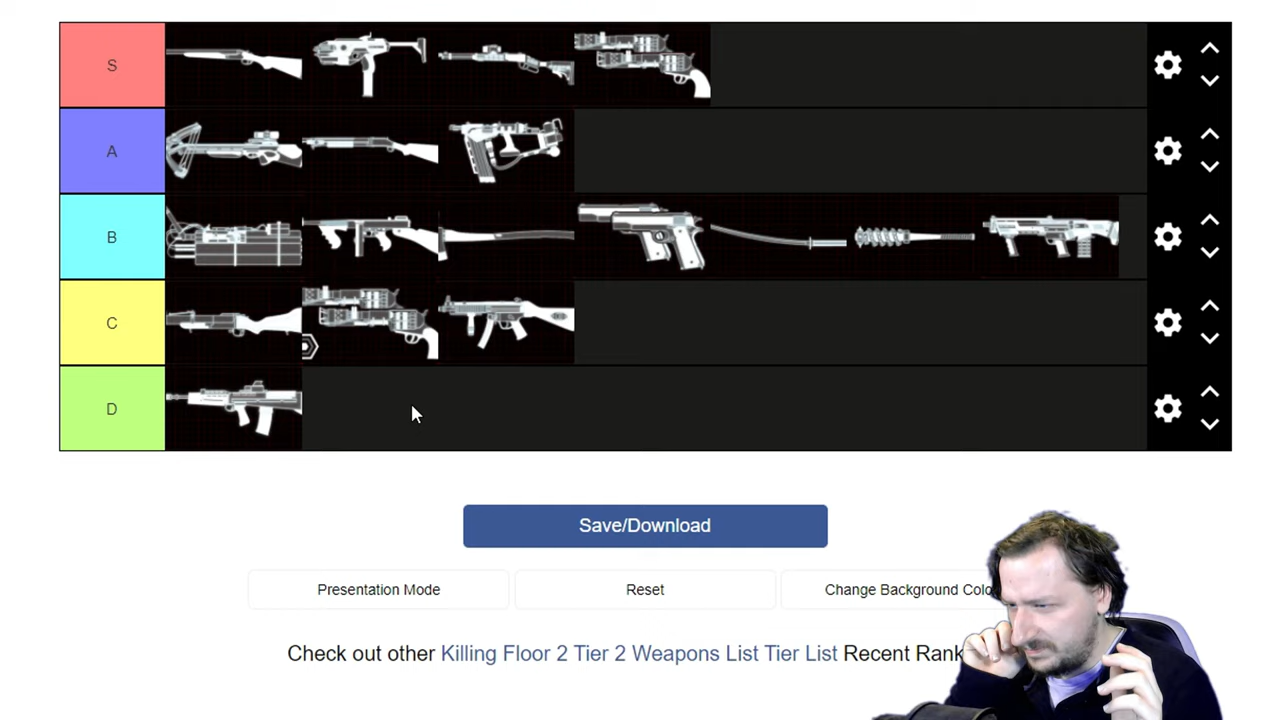 S
A
B
C
D
Save/Download
Presentation Mode
Reset
Change Background Colo
Check out other Killing Floor 2 Tier 2 Weapons List Tier List Recent Rank